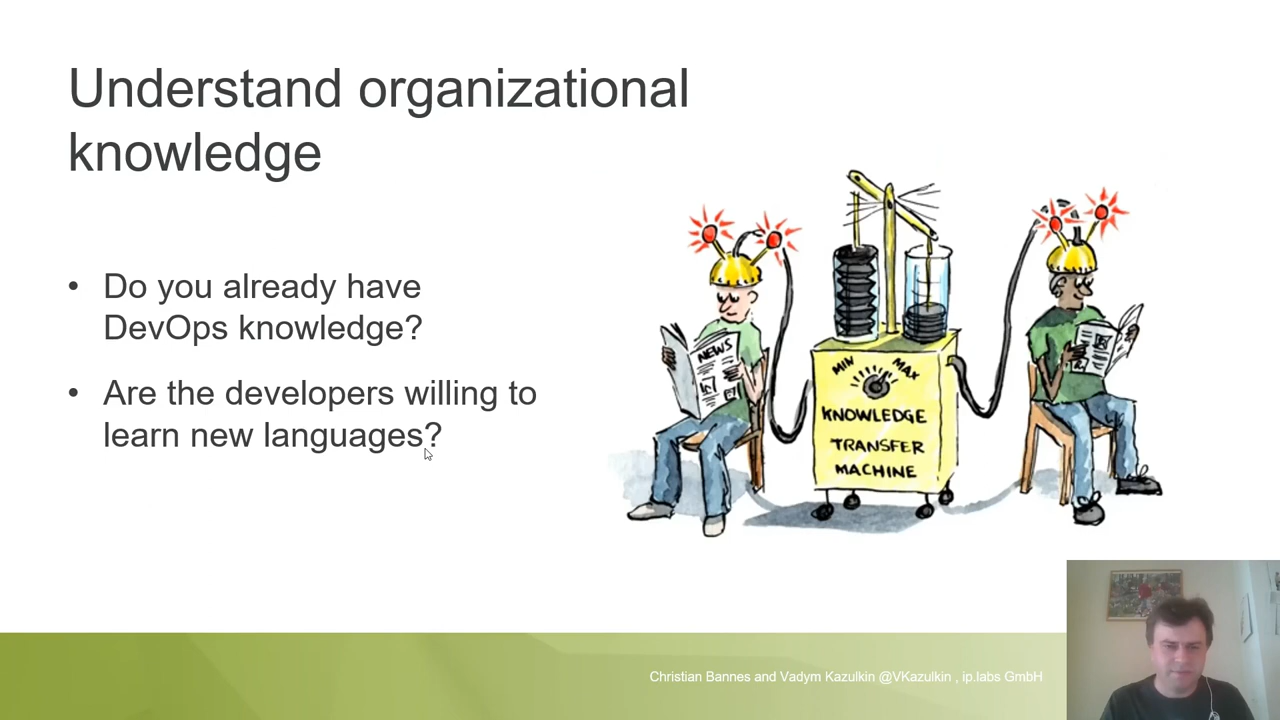 Understand organizational
knowledge
• Do you already have
DevOps knowledge?
• Are the developers willing to
learn new languages?
NEWS
MIN MAX
KNOWLEDGE
TRANSFER
MACHINE
Christian Bannes and Vadym Kazulkin @VKazulkin , ip.labs GmbH